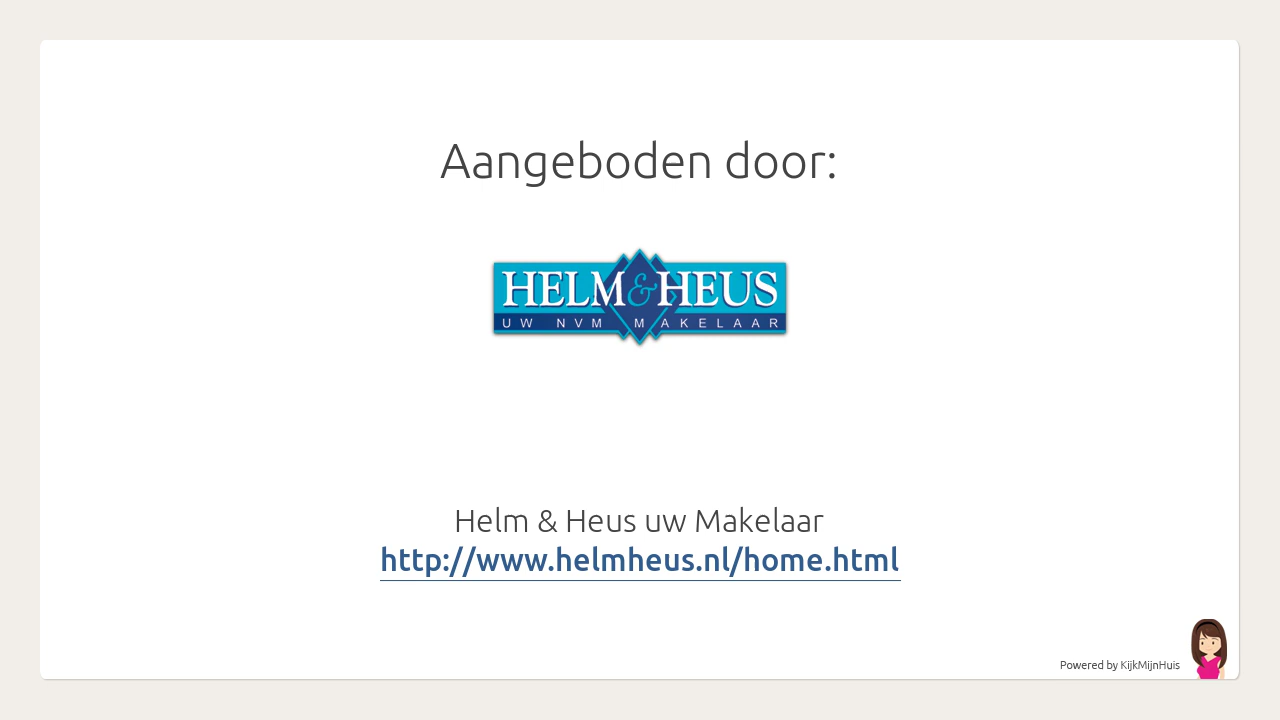 Aangeboden door:
HELM & HEUS
UW NVM MAKELAAR
Helm & Heus uw Makelaar
http://www.helmheus.nl/home.html
Powered by KijkMijnHuis